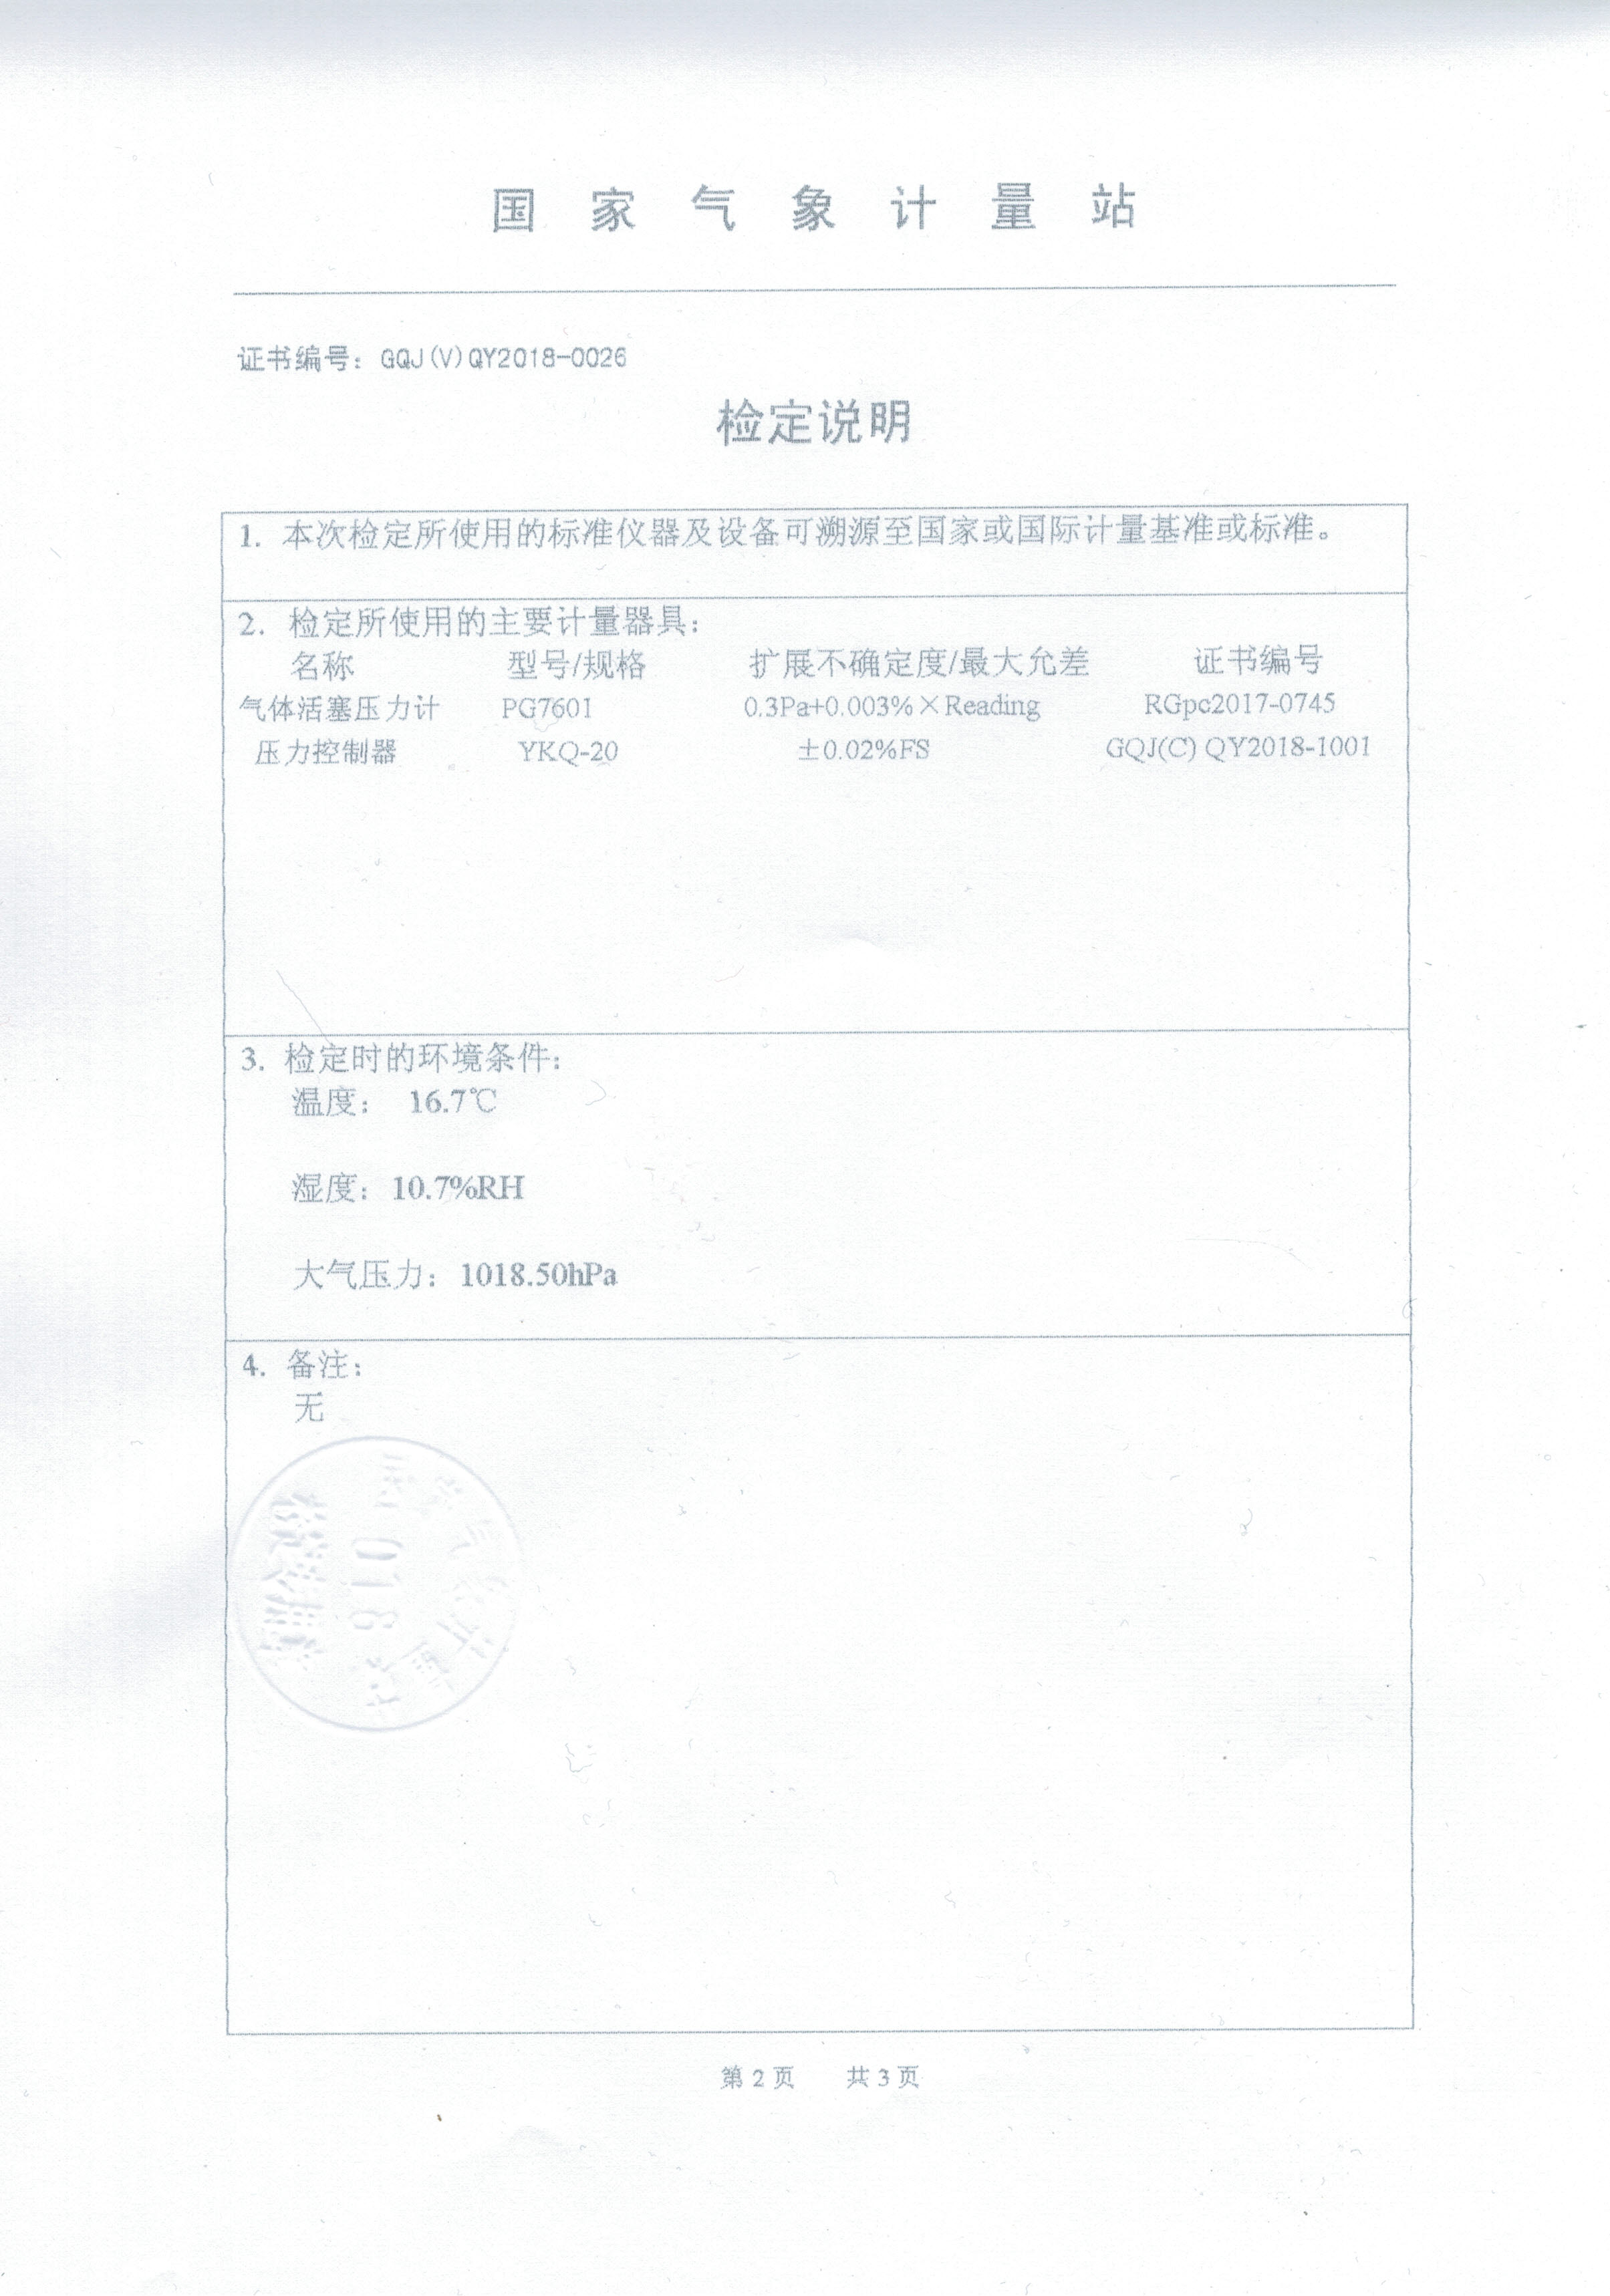 国家气象计量站
证书编号：GQJ(V)QY2018-0026
检定说明
1. 本次检定所使用的标准仪器及设备可溯源至国家或国际计量基准或标准。
2. 检定所使用的主要计量器具：
名称 型号/规格 扩展不确定度/最大允差 证书编号
气体活塞压力计 PG7601 0.3Pa+0.003%×Reading RGpc2017-0745
压力控制器 YKQ-20 ±0.02%FS GQJ(C) QY2018-1001
3. 检定时的环境条件：
温度： 16.7℃
湿度：10.7%RH
大气压力：1018.50hPa
4. 备注：
无
第 2 页 共 3 页